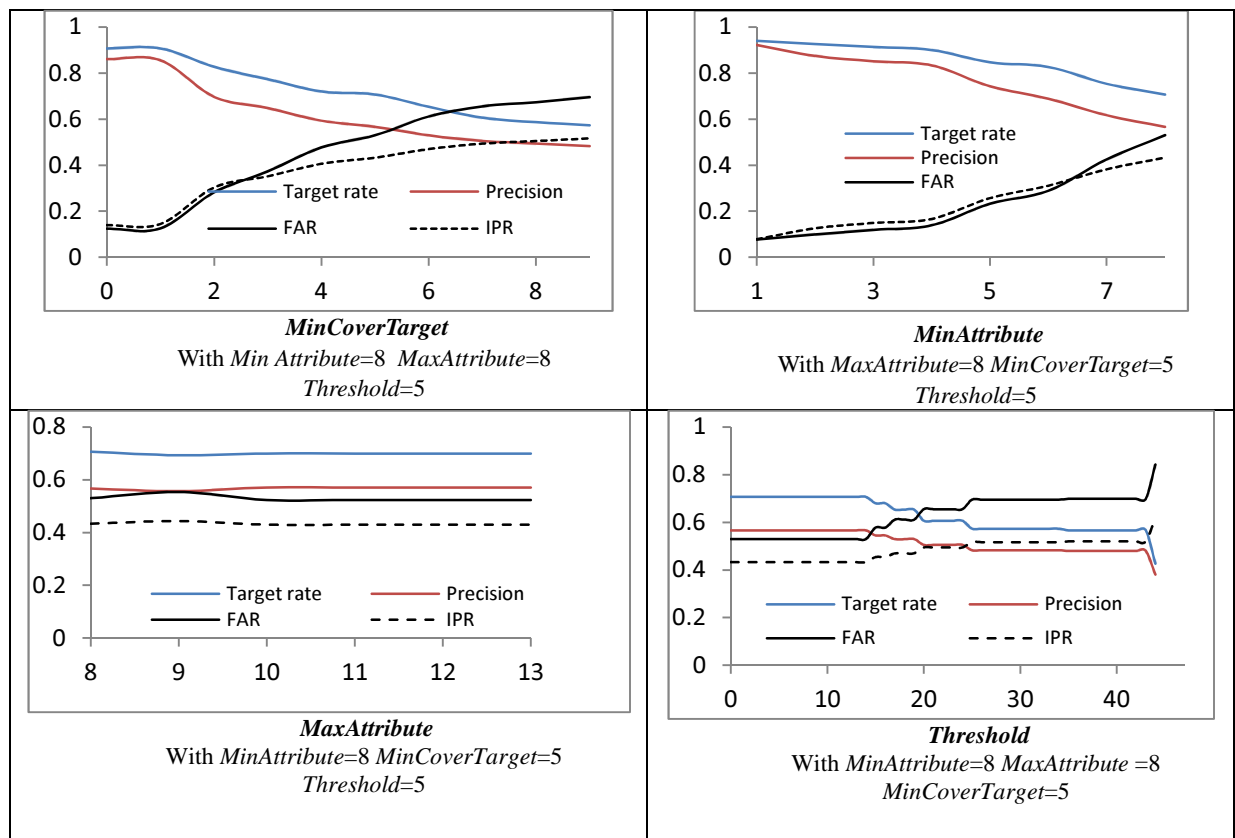 1
0.8
0.6
0.4
0.2
0
0 2 4 6 8
Target rate Precision
FAR IPR
MinCoverTarget
With Min Attribute=8 MaxAttribute=8
Threshold=5
1
0.8
0.6
0.4
0.2
0
1 3 5 7
Target rate
Precision
FAR
MinAttribute
With MaxAttribute=8 MinCoverTarget=5
Threshold=5
0.8
0.6
0.4
0.2
0
8 9 10 11 12 13
Target rate Precision
FAR IPR
MaxAttribute
With MinAttribute=8 MinCoverTarget=5
Threshold=5
1
0.8
0.6
0.4
0.2
0
0 10 20 30 40
Target rate Precision
FAR IPR
Threshold
With MinAttribute=8 MaxAttribute =8
MinCoverTarget=5